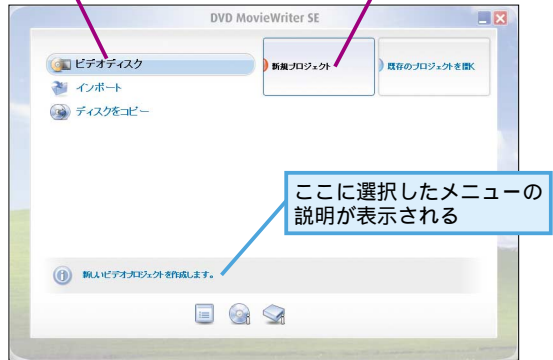 DVD MovieWriter SE
ビデオディスク
新規プロジェクト
既存のプロジェクトを開く
インポート
ディスクをコピー
ここに選択したメニューの
説明が表示される
新しいビデオプロジェクトを作成します。